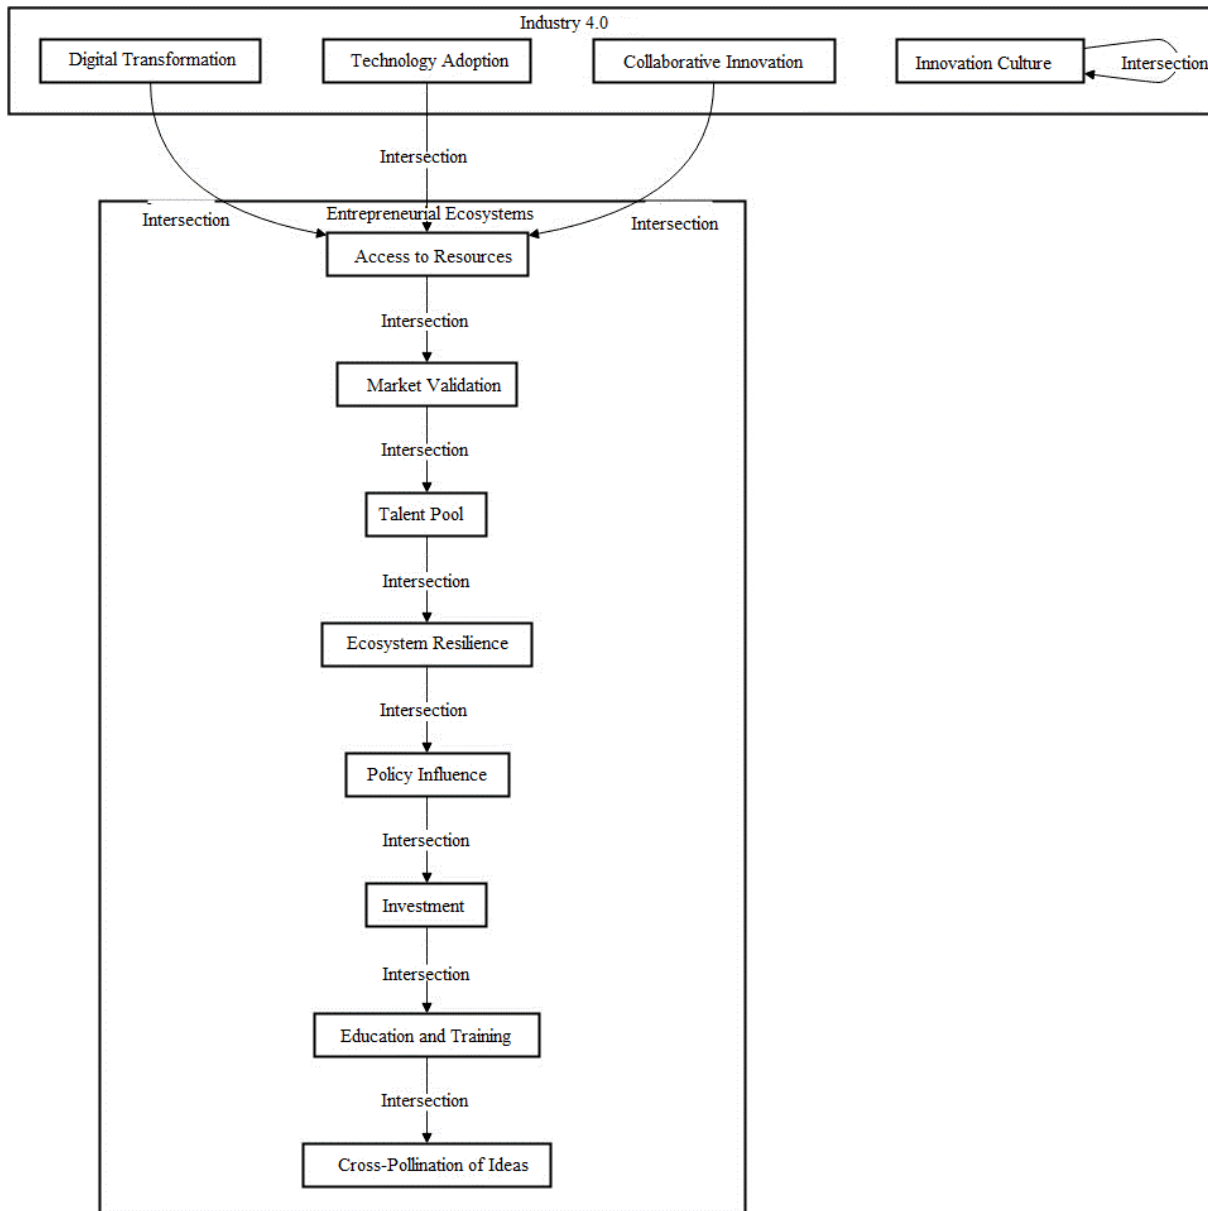 Industry 4.0
Digital Transformation
Technology Adoption
Collaborative Innovation
Innovation Culture
Intersection
Intersection
Intersection
Entrepreneurial Ecosystems
Intersection
Access to Resources
Intersection
Market Validation
Intersection
Talent Pool
Intersection
Ecosystem Resilience
Intersection
Policy Influence
Intersection
Investment
Intersection
Education and Training
Intersection
Cross-Pollination of Ideas